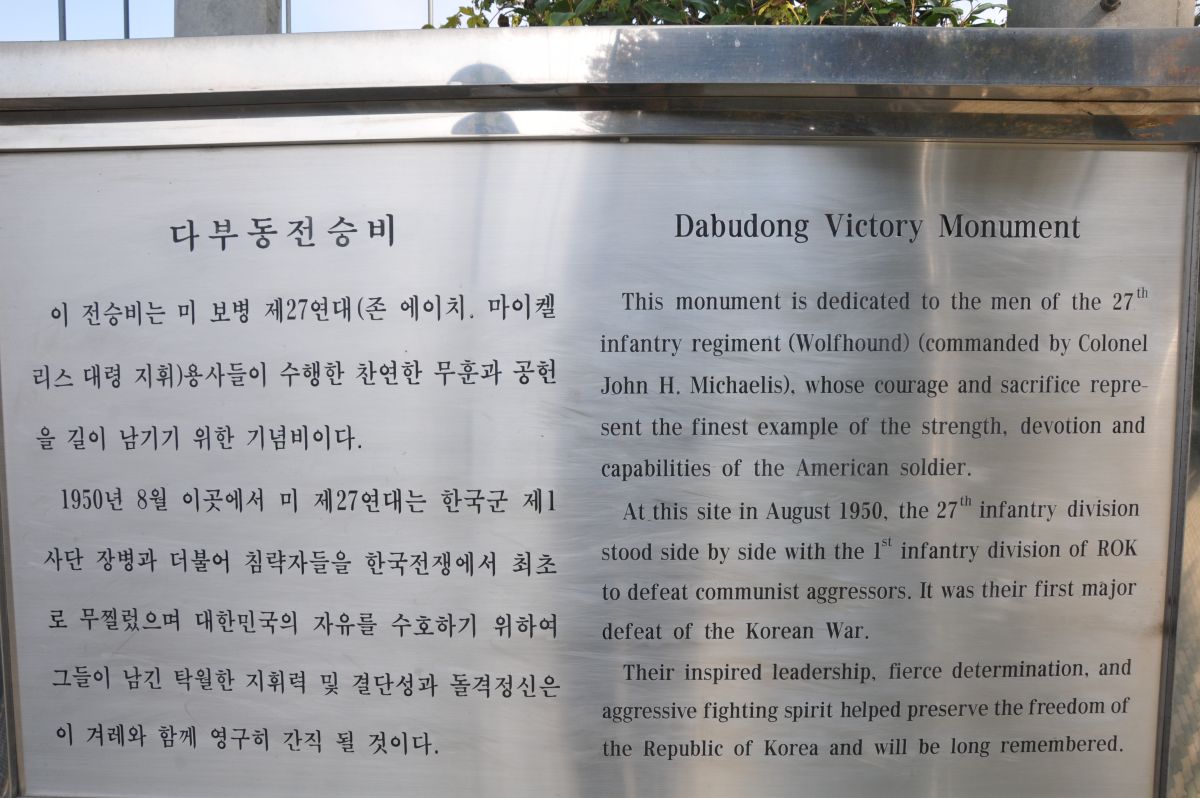 다부동전승비
이 전승비는 미 보병 제27연대(존 에이치. 마이켈
리스 대령 지휘)용사들이 수행한 찬연한 무훈과 공헌
을 길이 남기기 위한 기념비이다.
1950년 8월 이곳에서 미 제27연대는 한국군 제1
사단 장병과 더불어 침략자들을 한국전쟁에서 최초
로 무찔렀으며 대한민국의 자유를 수호하기 위하여
그들이 남긴 탁월한 지휘력 및 결단성과 돌격정신은
이 겨레와 함께 영구히 간직 될 것이다.
Dabudong Victory Monument
This monument is dedicated to the men of the 27th
infantry regiment (Wolfhound) (commanded by Colonel
John H. Michaelis), whose courage and sacrifice repre-
sent the finest example of the strength, devotion and
capabilities of the American soldier.
At this site in August 1950, the 27th infantry division
stood side by side with the 1st infantry division of ROK
to defeat communist aggressors. It was their first major
defeat of the Korean War.
Their inspired leadership, fierce determination, and
aggressive fighting spirit helped preserve the freedom of
the Republic of Korea and will be long remembered.